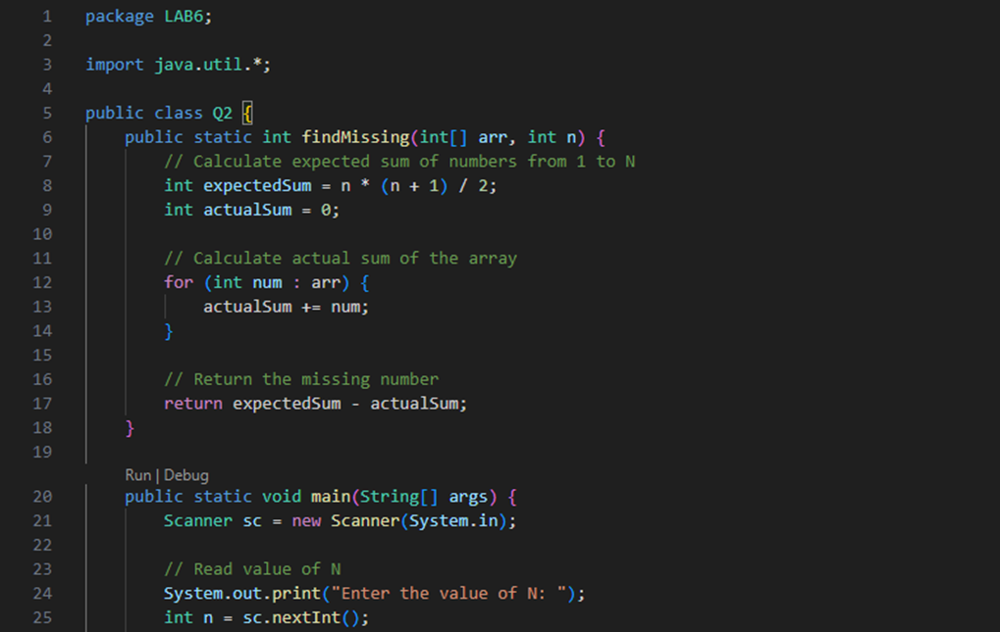 1 package LAB6;
2
3 import java.util.*;
4
5 public class Q2 {
6 public static int findMissing(int[] arr, int n) {
7 // Calculate expected sum of numbers from 1 to N
8 int expectedSum = n * (n + 1) / 2;
9 int actualSum = 0;
10
11 // Calculate actual sum of the array
12 for (int num : arr) {
13 actualSum += num;
14 }
15
16 // Return the missing number
17 return expectedSum - actualSum;
18 }
19
Run | Debug
20 public static void main(String[] args) {
21 Scanner sc = new Scanner(System.in);
22
23 // Read value of N
24 System.out.print("Enter the value of N: ");
25 int n = sc.nextInt();